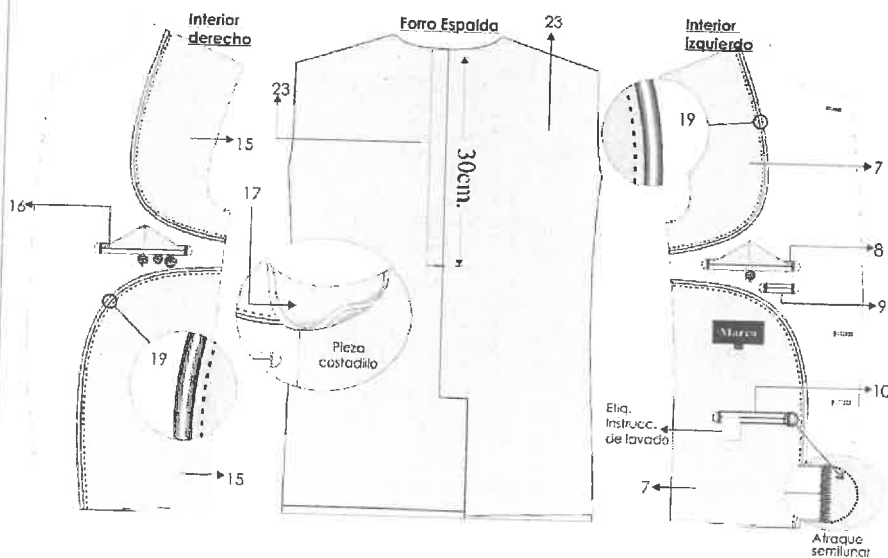 Interior
derecho
Forro Espalda
23
Interior
Izquierdo
23
15
30cm.
19
7
16
17
8
9
19
Pieza
costadillo
Marca
10
Etiq.
Instrucc.
de lavado
15
7
Atraque
semilunar